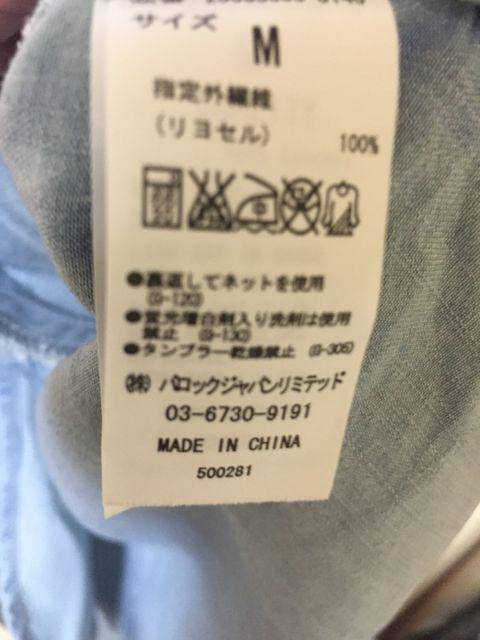 サイズ
M
指定外繊維
(リヨセル)
100%
●裏返してネットを使用
(G-120)
●蛍光増白剤入り洗剤は使用
禁止 (G-130)
●タンブラー乾燥禁止 (G-305)
㈱ バロックジャパンリミテッド
03-6730-9191
MADE IN CHINA
500281